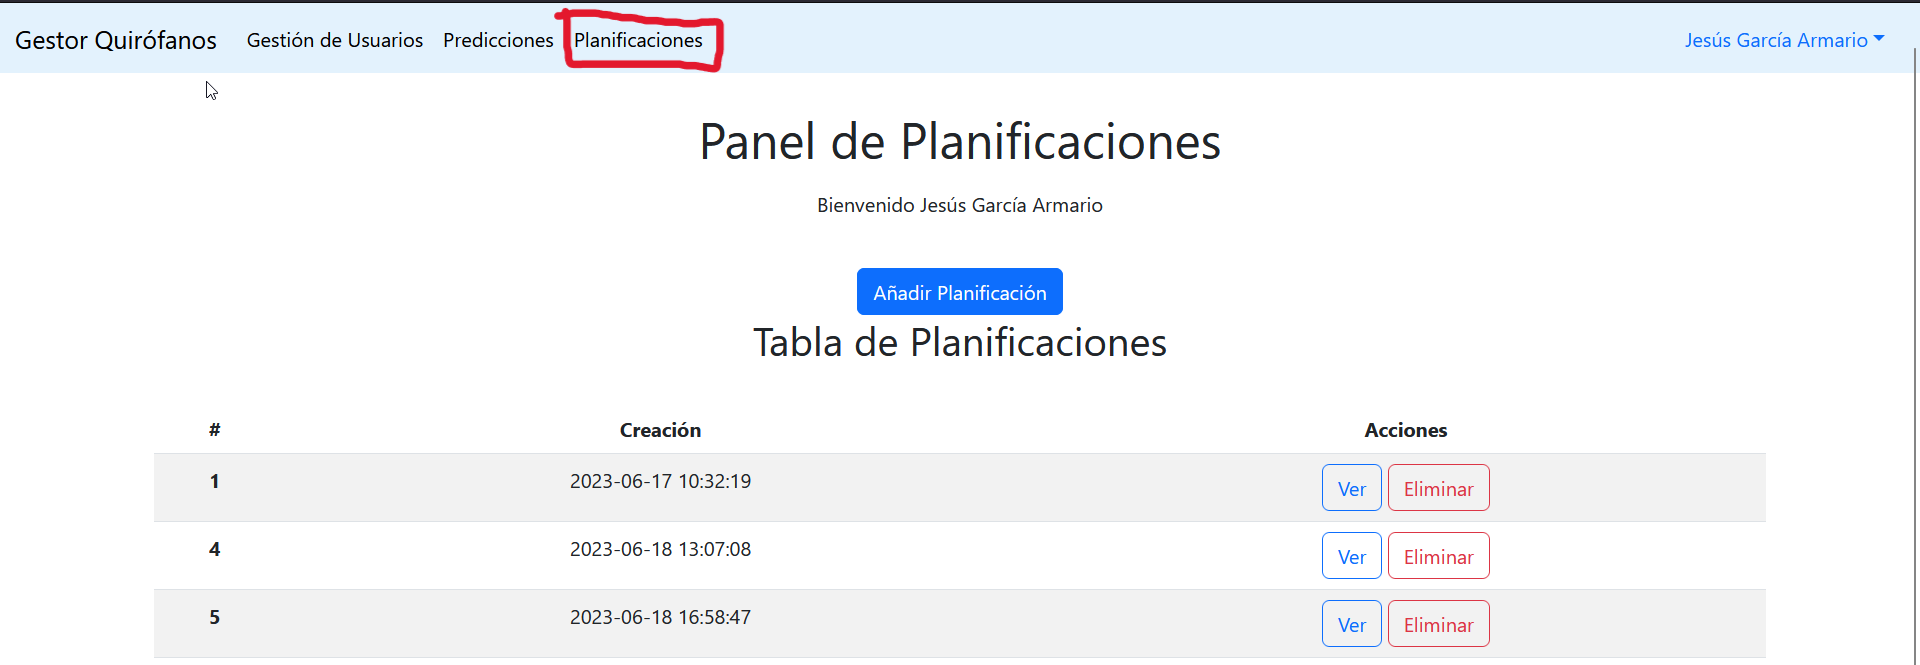 Gestor Quirófanos Gestión de Usuarios Predicciones Planificaciones Jesús García Armario
Panel de Planificaciones
Bienvenido Jesús García Armario
Añadir Planificación
Tabla de Planificaciones
# Creación Acciones
1 2023-06-17 10:32:19 Ver Eliminar
4 2023-06-18 13:07:08 Ver Eliminar
5 2023-06-18 16:58:47 Ver Eliminar